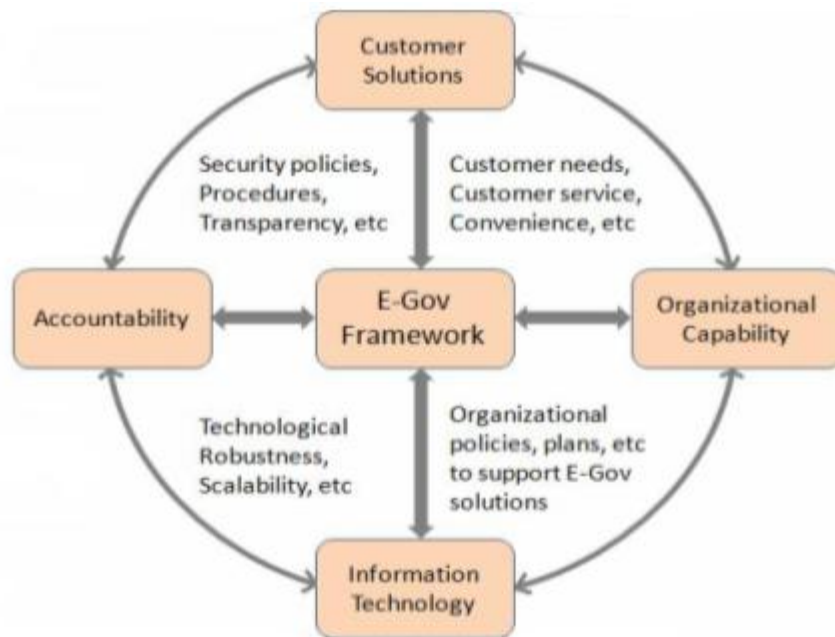 Customer
Solutions
Security policies,
Procedures,
Transparency, etc
Customer needs,
Customer service,
Convenience, etc
Accountability
E-Gov
Framework
Organizational
Capability
Technological
Robustness,
Scalability, etc
Organizational
policies, plans, etc
to support E-Gov
solutions
Information
Technology